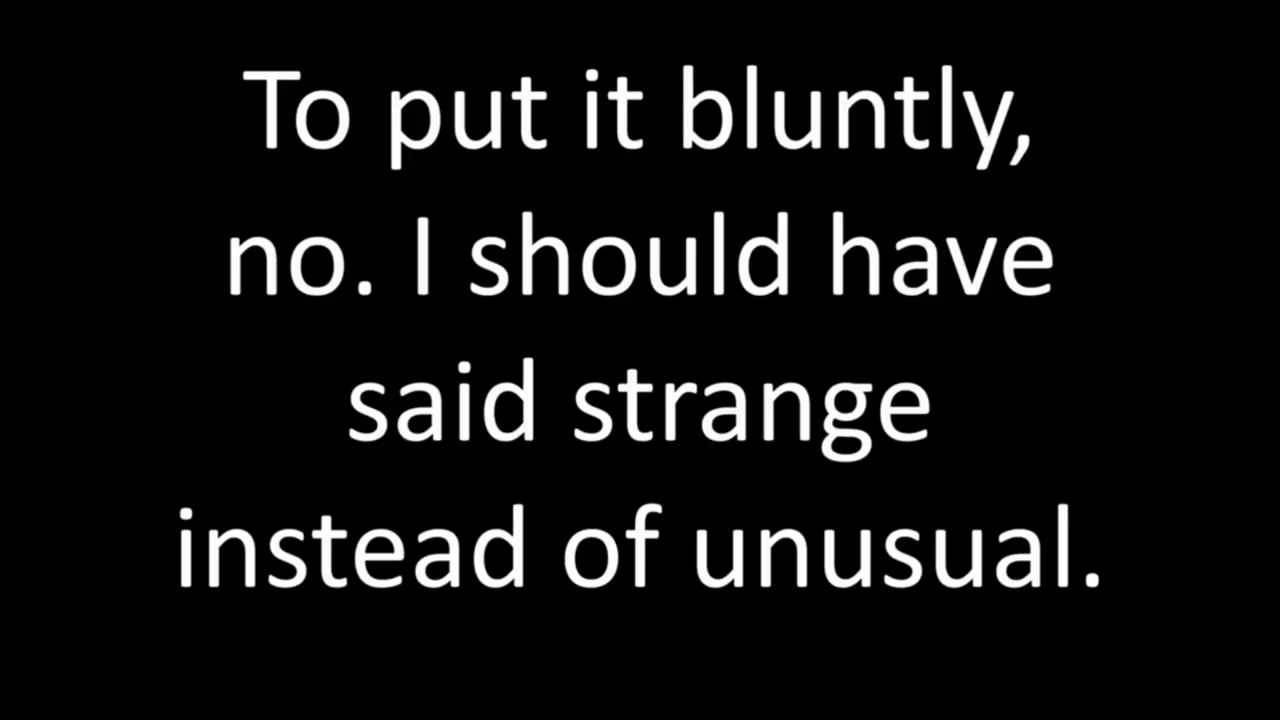 To put it bluntly,
no. I should have
said strange
instead of unusual.